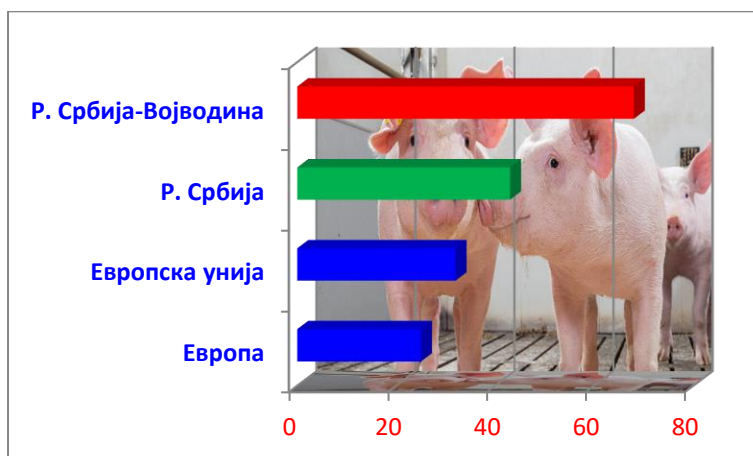 Р. Србија-Војводина
Р. Србија
Европска унија
Европа
0 20 40 60 80